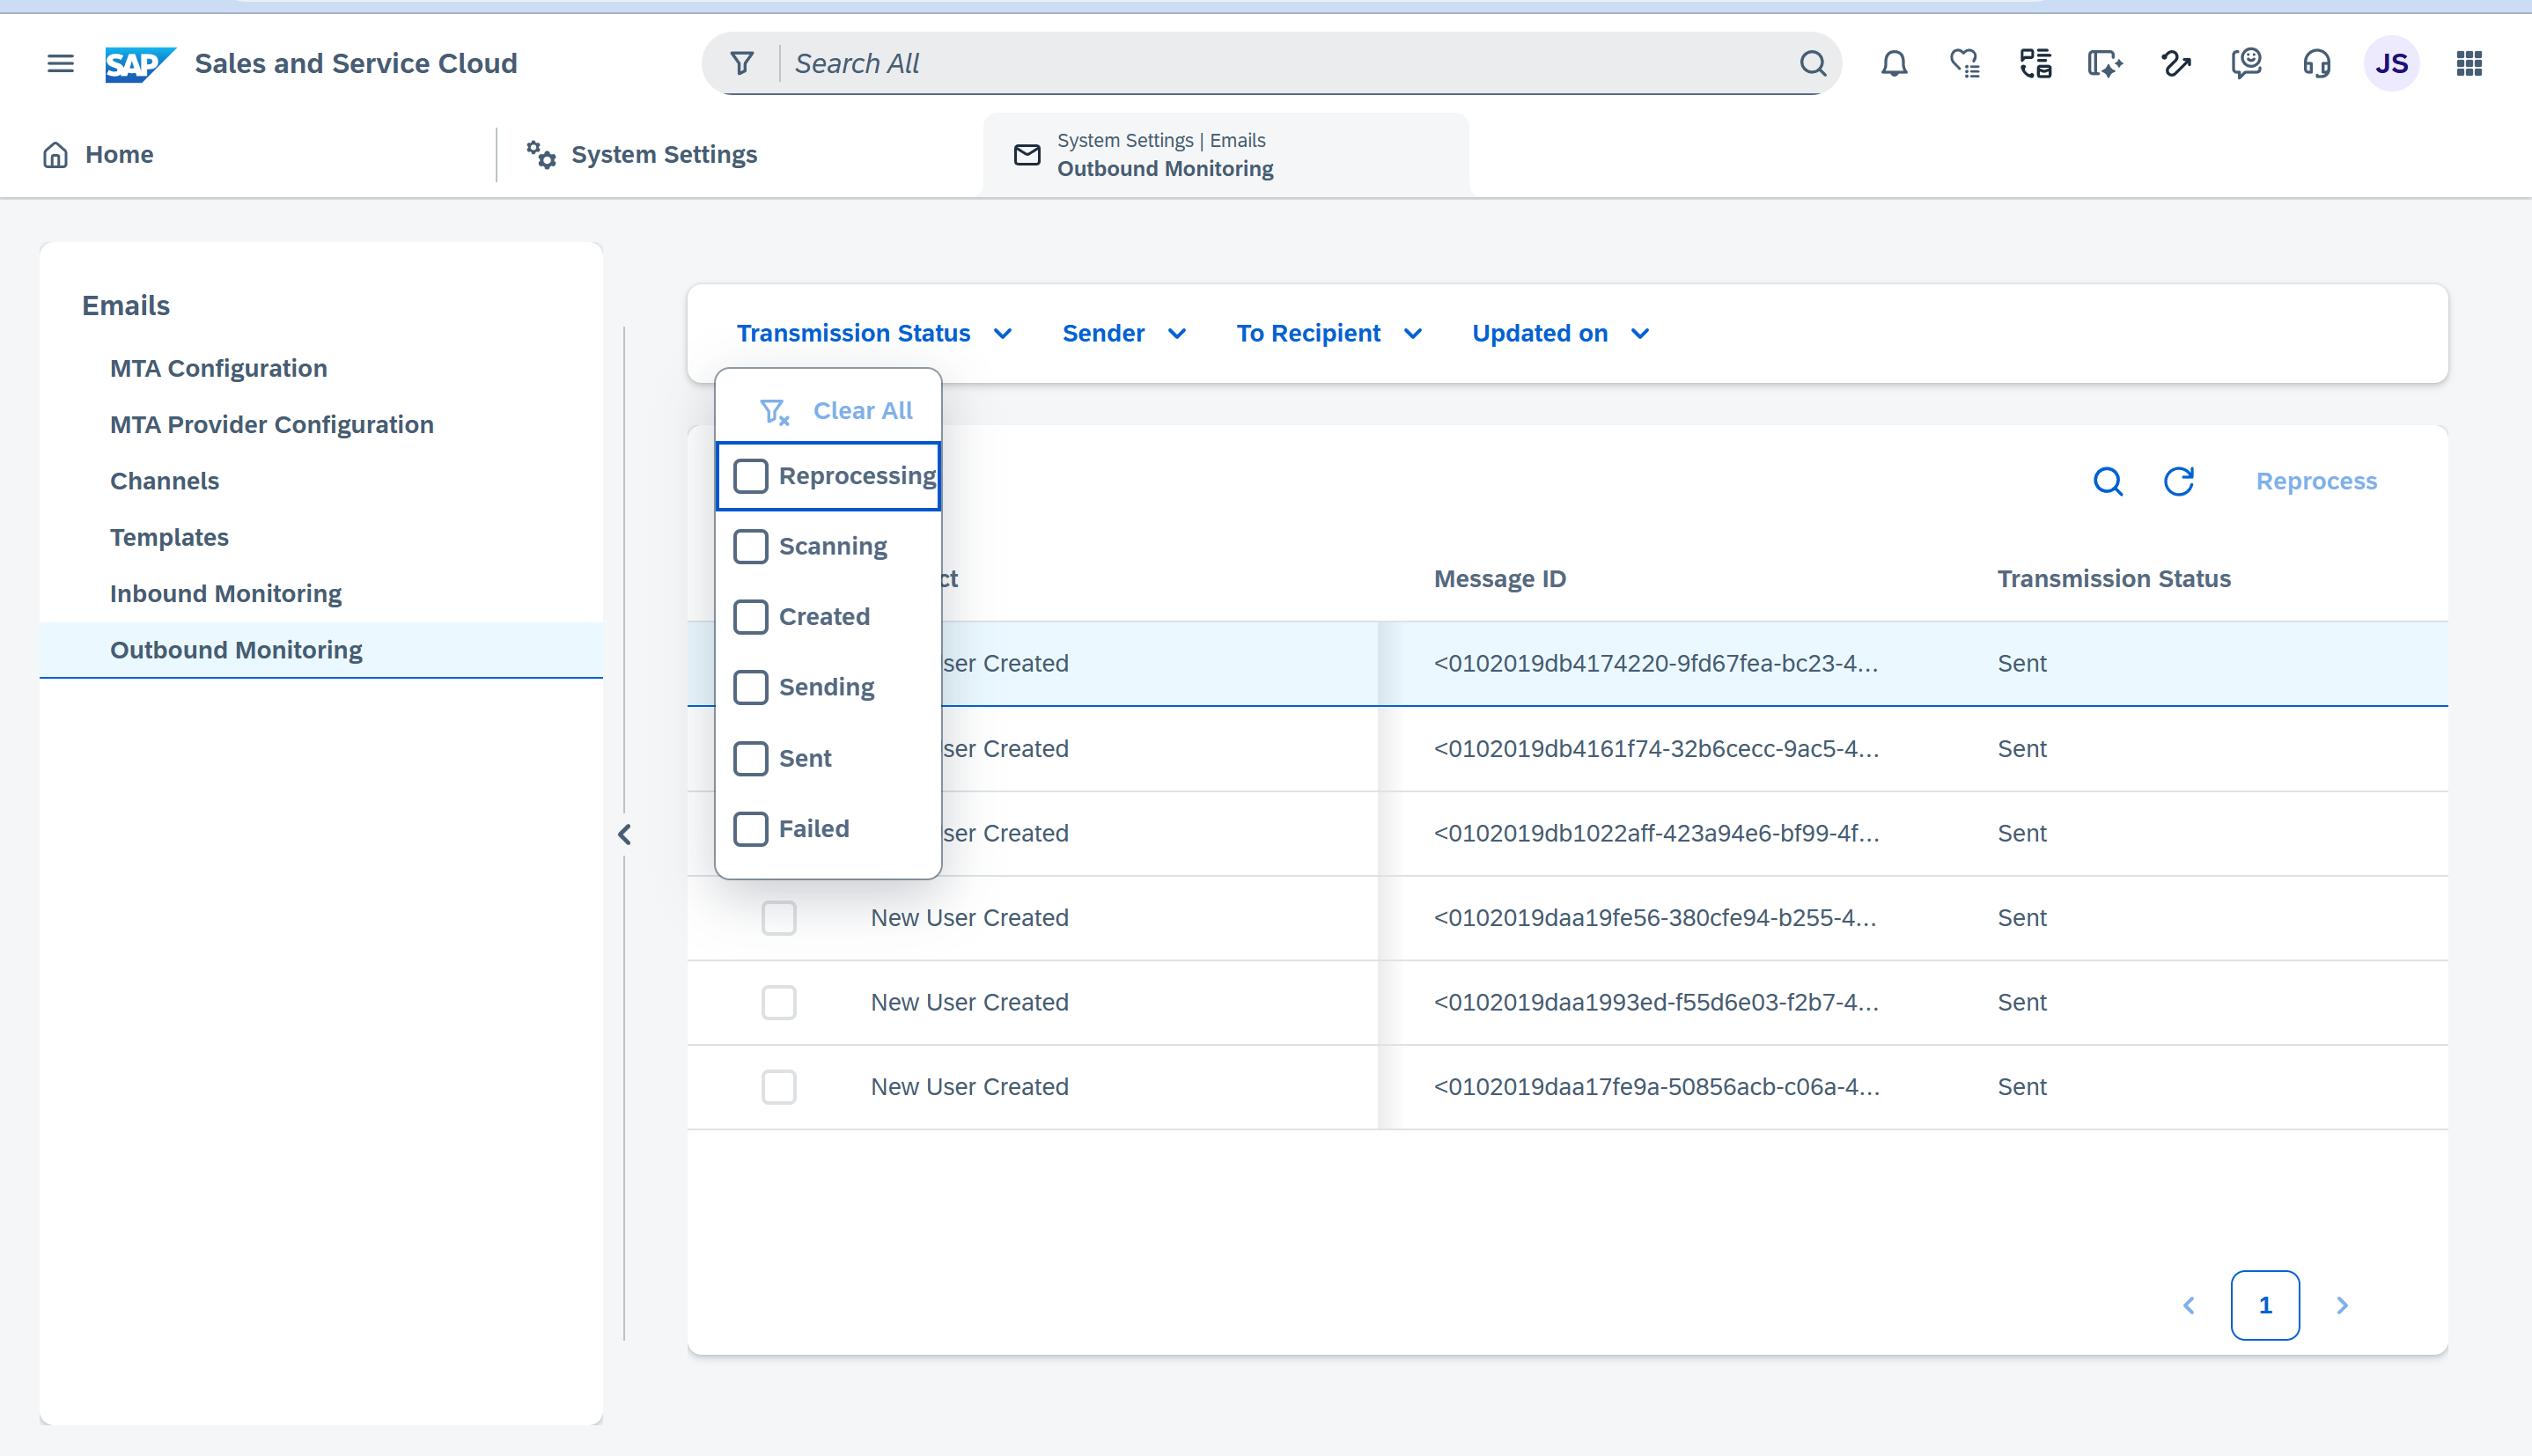 SAP Sales and Service Cloud
Search All
JS
Home
System Settings
System Settings | Emails
Outbound Monitoring
Emails
MTA Configuration
MTA Provider Configuration
Channels
Templates
Inbound Monitoring
Outbound Monitoring
Transmission Status
Sender
To Recipient
Updated on
Clear All
Reprocessing
Scanning
Created
Sending
Sent
Failed
Reprocess
ct Message ID Transmission Status
ser Created <0102019db4174220-9fd67fea-bc23-4... Sent
ser Created <0102019db4161f74-32b6cecc-9ac5-4... Sent
ser Created <0102019db1022aff-423a94e6-bf99-4f... Sent
New User Created <0102019daa19fe56-380cfe94-b255-4... Sent
New User Created <0102019daa1993ed-f55d6e03-f2b7-4... Sent
New User Created <0102019daa17fe9a-50856acb-c06a-4... Sent
1